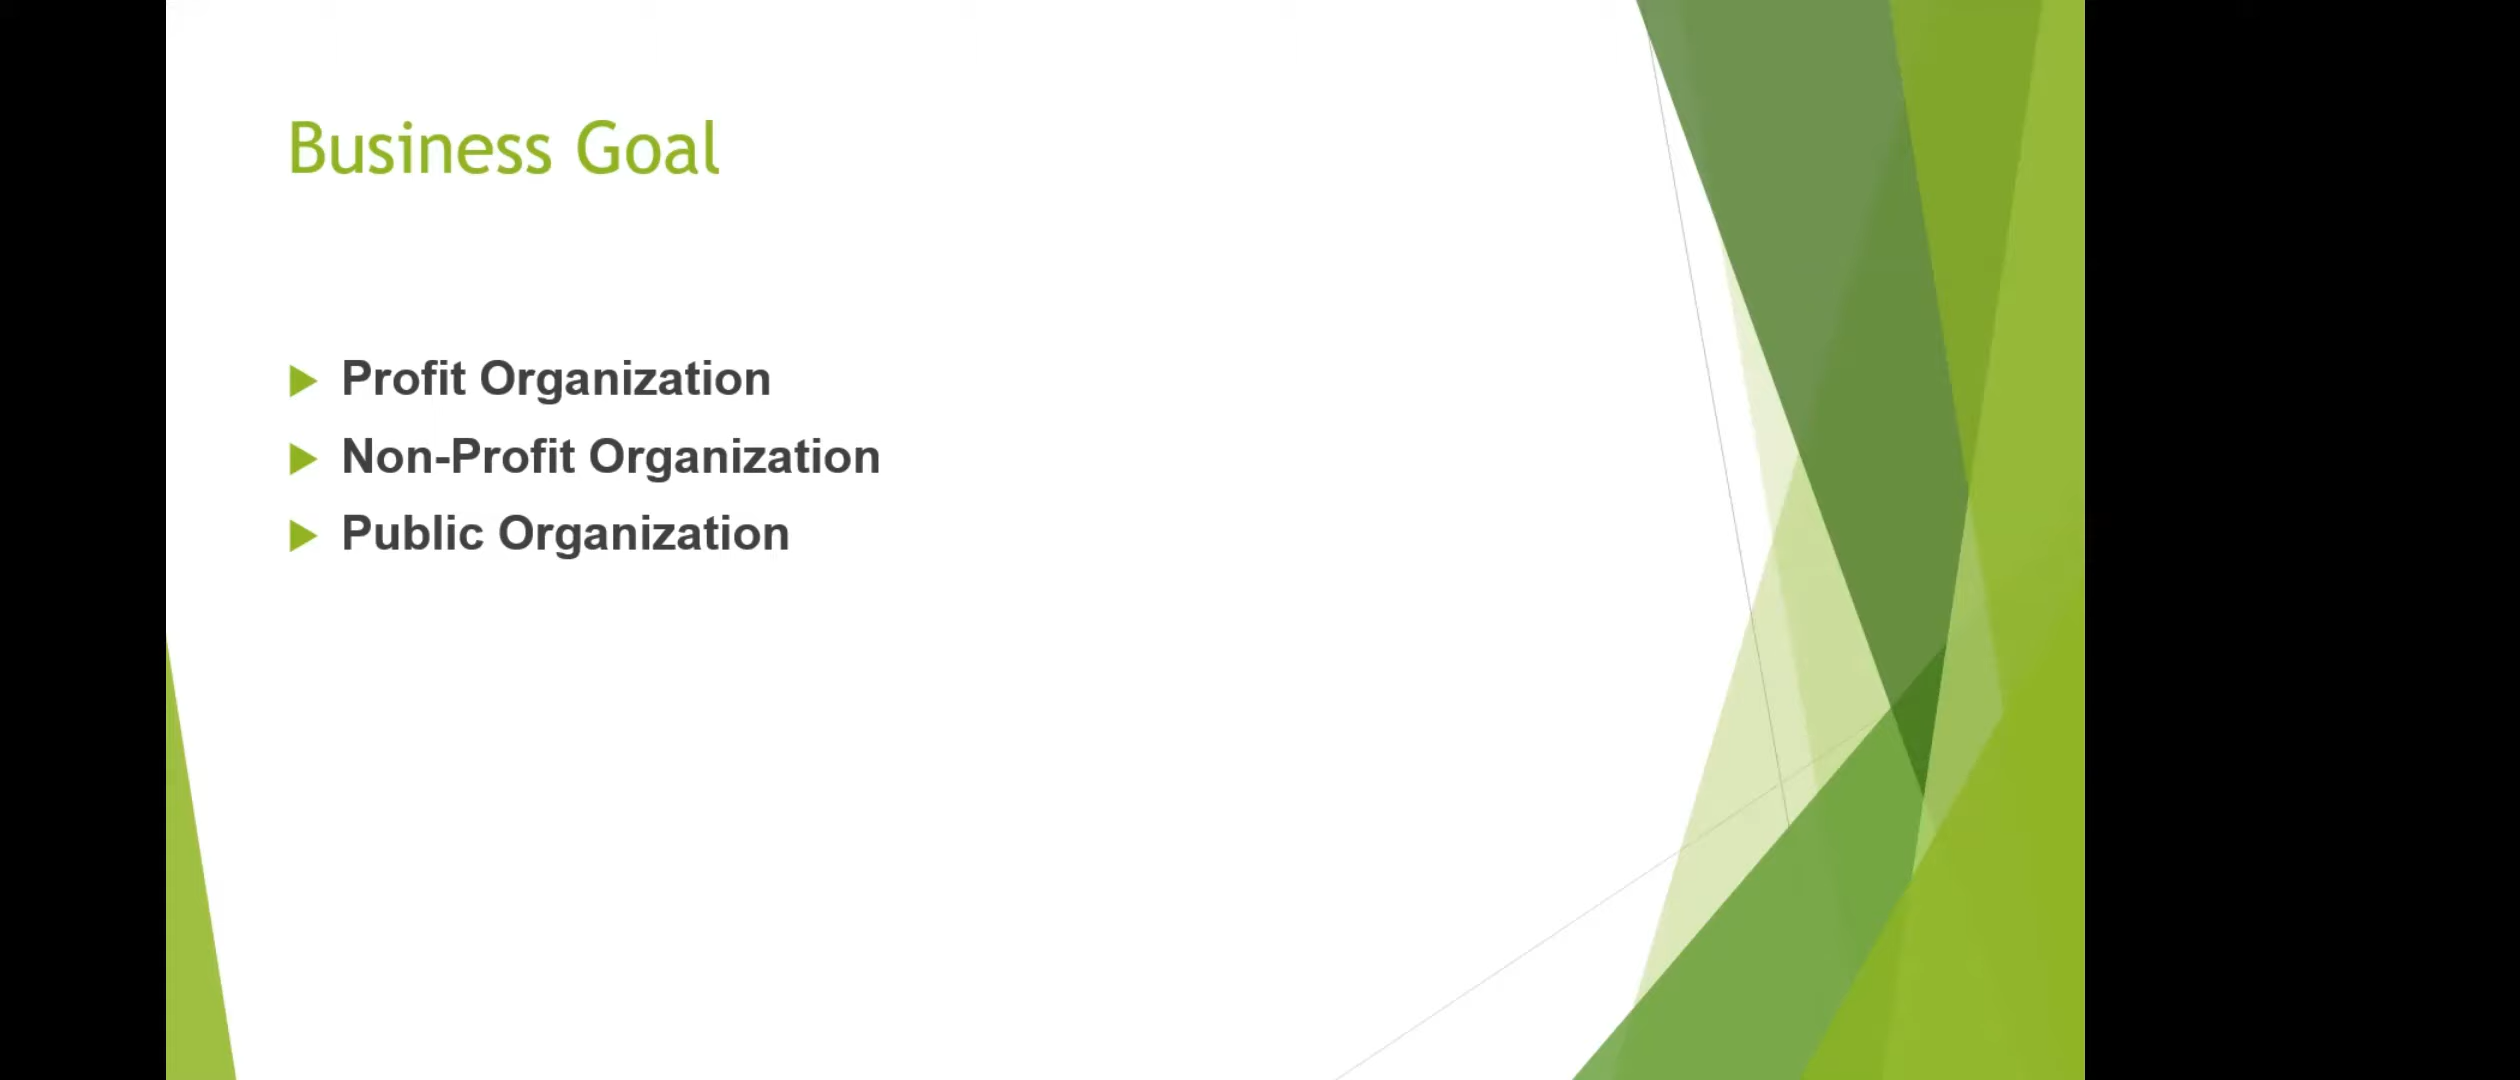 Business Goal
Profit Organization
Non-Profit Organization
Public Organization